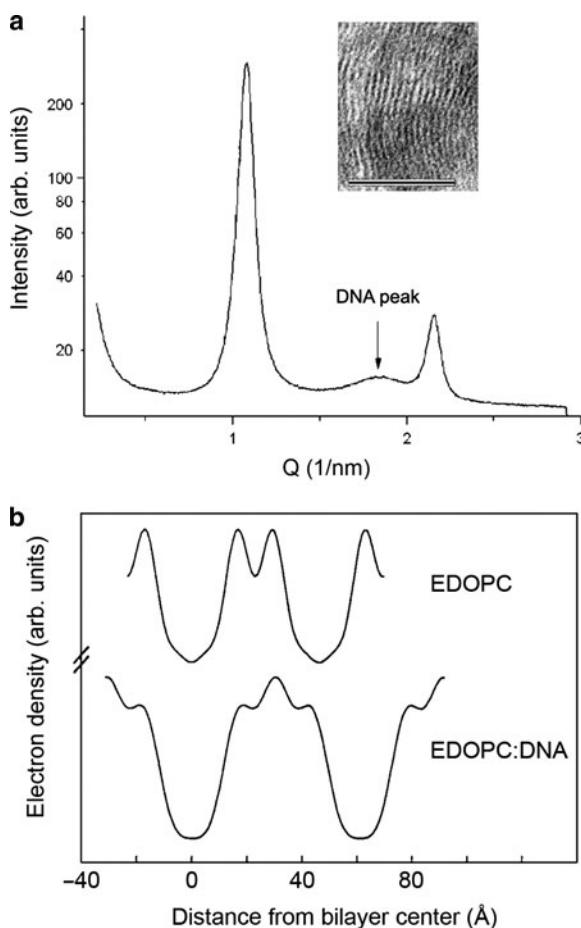 a
Intensity (arb. units)
200
100
80
60
40
20
DNA peak
1
2
3
Q (1/nm)
b
Electron density (arb. units)
EDOPC
EDOPC:DNA
−40
0
40
80
Distance from bilayer center (Å)